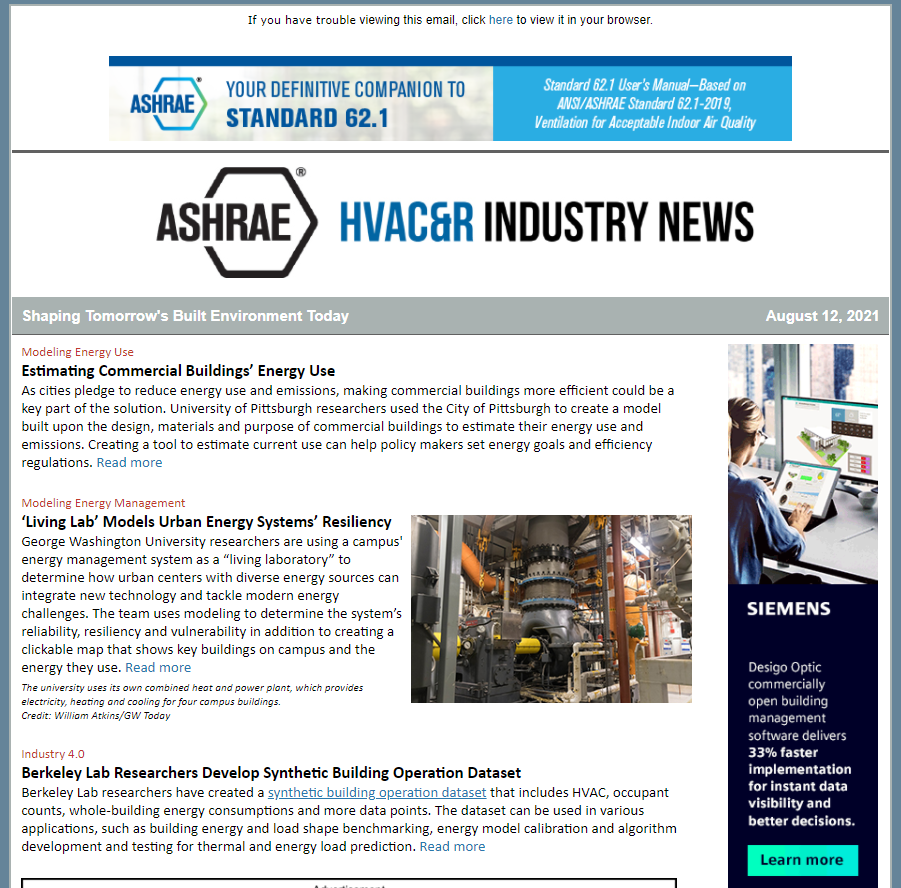 If you have trouble viewing this email, click here to view it in your browser.
ASHRAE®
YOUR DEFINITIVE COMPANION TO
STANDARD 62.1
Standard 62.1 User's Manual—Based on
ANSI/ASHRAE Standard 62.1-2019,
Ventilation for Acceptable Indoor Air Quality
ASHRAE® HVAC&R INDUSTRY NEWS
Shaping Tomorrow's Built Environment Today August 12, 2021
Modeling Energy Use
Estimating Commercial Buildings’ Energy Use
As cities pledge to reduce energy use and emissions, making commercial buildings more efficient could be a
key part of the solution. University of Pittsburgh researchers used the City of Pittsburgh to create a model
built upon the design, materials and purpose of commercial buildings to estimate their energy use and
emissions. Creating a tool to estimate current use can help policy makers set energy goals and efficiency
regulations. Read more
Modeling Energy Management
‘Living Lab’ Models Urban Energy Systems’ Resiliency
George Washington University researchers are using a campus'
energy management system as a “living laboratory” to
determine how urban centers with diverse energy sources can
integrate new technology and tackle modern energy
challenges. The team uses modeling to determine the system’s
reliability, resiliency and vulnerability in addition to creating a
clickable map that shows key buildings on campus and the
energy they use. Read more
The university uses its own combined heat and power plant, which provides
electricity, heating and cooling for four campus buildings.
Credit: William Atkins/GW Today
Industry 4.0
Berkeley Lab Researchers Develop Synthetic Building Operation Dataset
Berkeley Lab researchers have created a synthetic building operation dataset that includes HVAC, occupant
counts, whole-building energy consumptions and more data points. The dataset can be used in various
applications, such as building energy and load shape benchmarking, energy model calibration and algorithm
development and testing for thermal and energy load prediction. Read more
Advertisement
SIEMENS
Desigo Optic
commercially
open building
management
software delivers
33% faster
implementation
for instant data
visibility and
better decisions.
Learn more